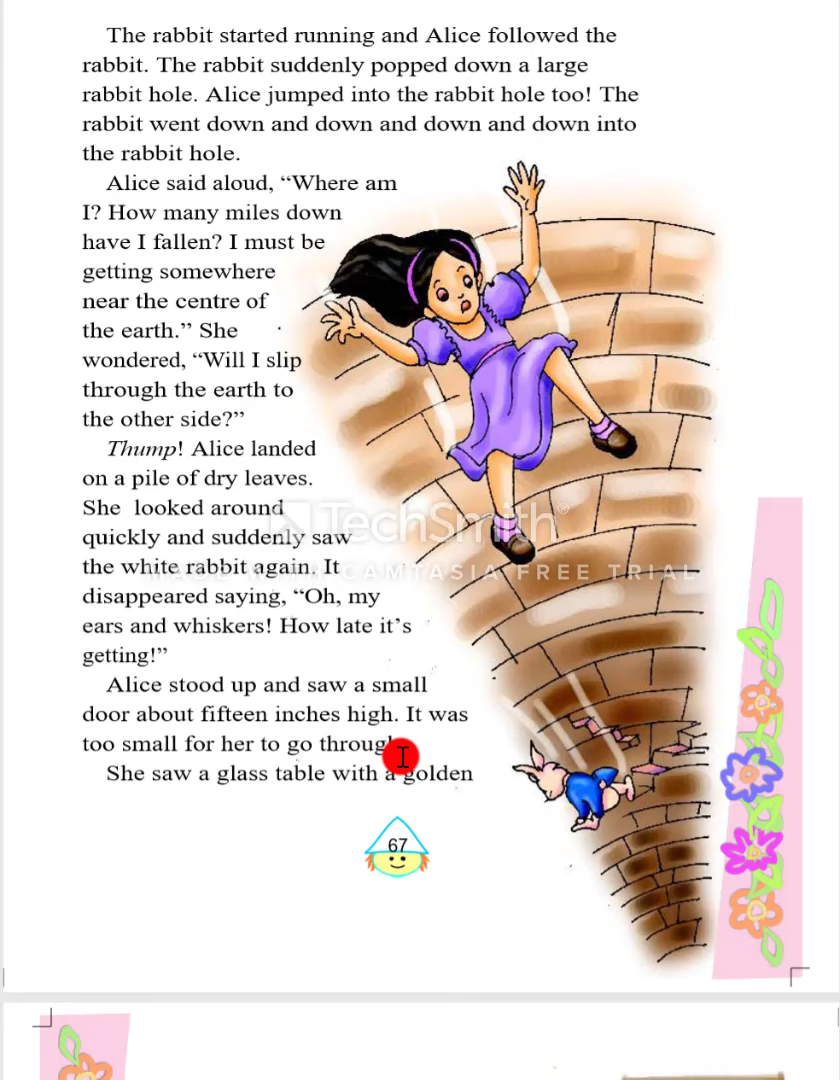 The rabbit started running and Alice followed the
rabbit. The rabbit suddenly popped down a large
rabbit hole. Alice jumped into the rabbit hole too! The
rabbit went down and down and down and down into
the rabbit hole.
Alice said aloud, “Where am
I? How many miles down
have I fallen? I must be
getting somewhere
near the centre of
the earth.” She
wondered, “Will I slip
through the earth to
the other side?”
Thump! Alice landed
on a pile of dry leaves.
She looked around
quickly and suddenly saw
the white rabbit again. It
disappeared saying, “Oh, my
ears and whiskers! How late it’s
getting!”
Alice stood up and saw a small
door about fifteen inches high. It was
too small for her to go through
She saw a glass table with a golden
67
TechSmith®
MADE WITH CAMTASIA FREE TRIAL